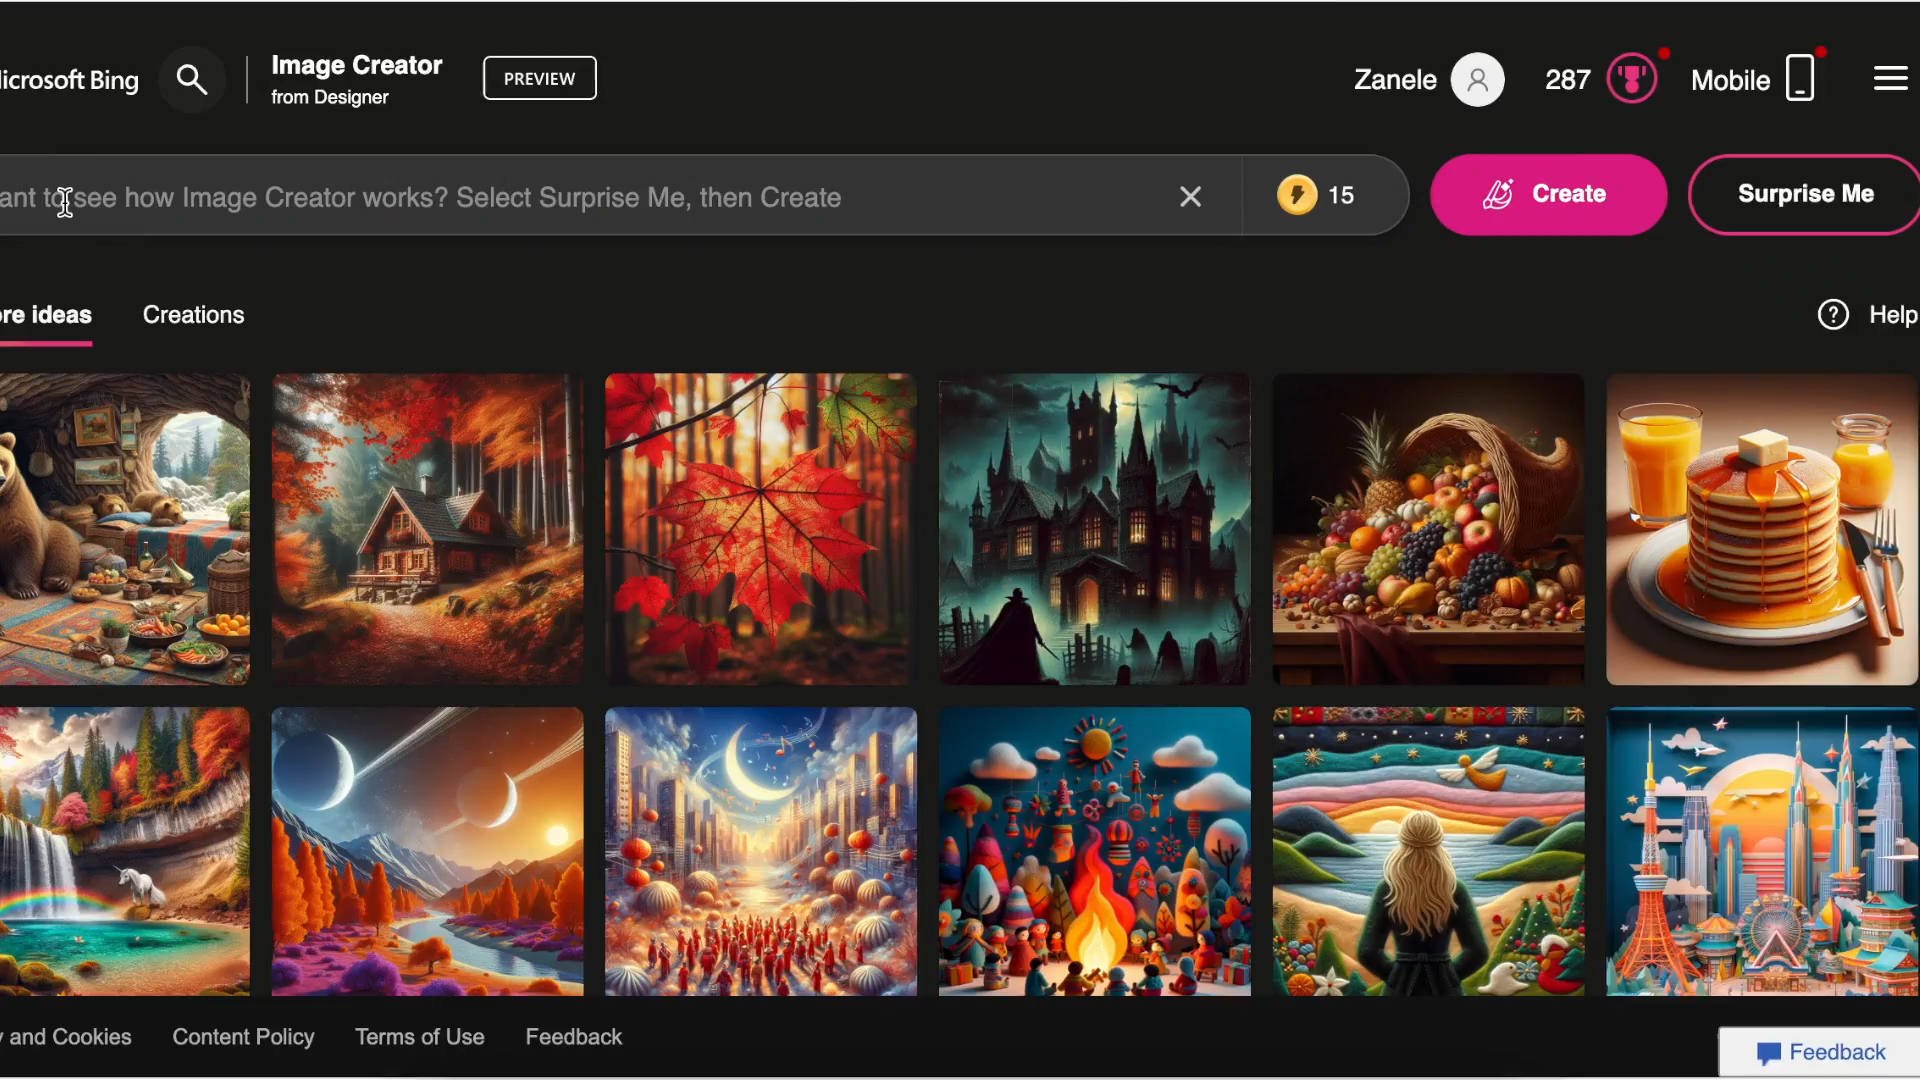 icrosoft Bing
Image Creator
from Designer
PREVIEW
Zanele
287
Mobile
ant to see how Image Creator works? Select Surprise Me, then Create
15
Create
Surprise Me
ore ideas
Creations
Help
y and Cookies
Content Policy
Terms of Use
Feedback
Feedback